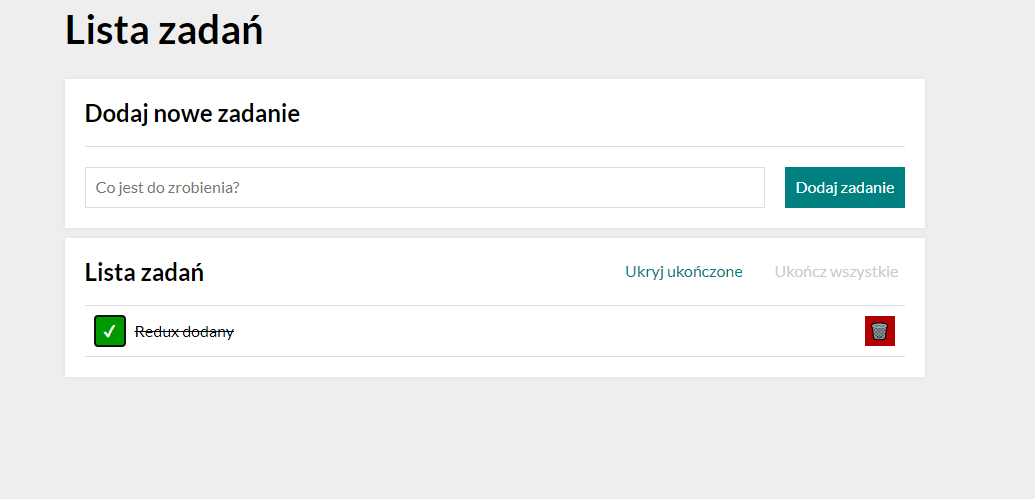 Lista zadań
Dodaj nowe zadanie
Co jest do zrobienia?
Dodaj zadanie
Lista zadań
Ukryj ukończone
Ukończ wszystkie
Redux dodany